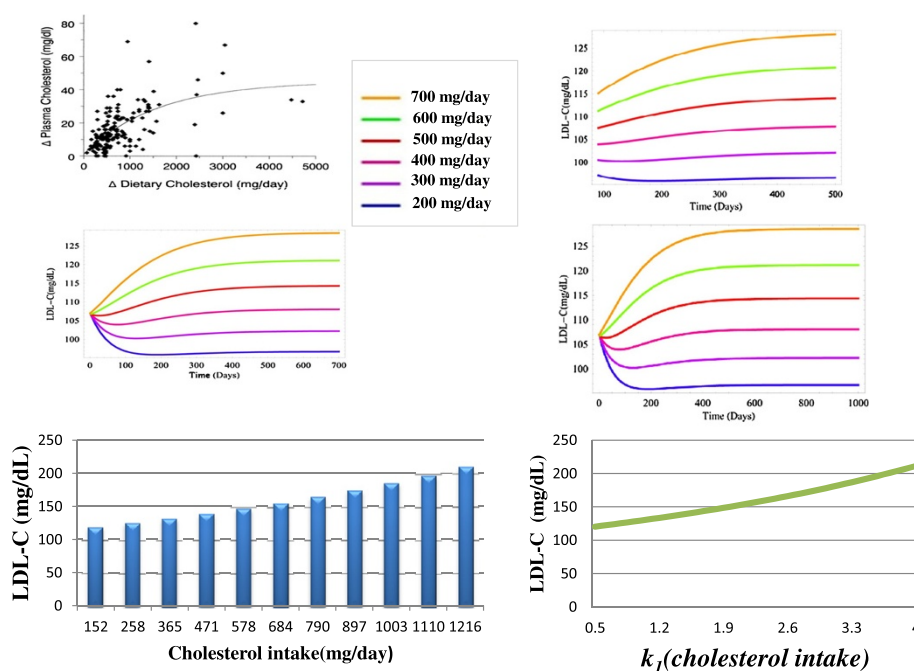 80
60
40
20
0
Δ Plasma Cholesterol (mg/dl)
0 1000 2000 3000 4000 5000
Δ Dietary Cholesterol (mg/day)
700 mg/day
600 mg/day
500 mg/day
400 mg/day
300 mg/day
200 mg/day
125
120
115
110
105
100
LDL-C(mg/dL)
100 200 300 400 500
Time (Days)
125
120
115
110
105
100
LDL-C(mg/dL)
0 100 200 300 400 500 600 700
Time (Days)
125
120
115
110
105
100
LDL-C(mg/dL)
0 200 400 600 800 1000
Time (Days)
250
200
150
100
50
0
LDL-C (mg/dL)
152 258 365 471 578 684 790 897 1003 1110 1216
Cholesterol intake(mg/day)
250
200
150
100
50
0
LDL-C (mg/dL)
0.5 1.2 1.9 2.6 3.3 4
k1(cholesterol intake)